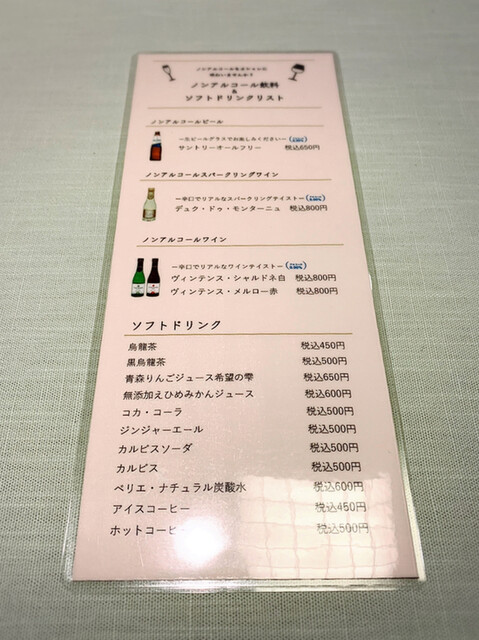 ノンアルコール飲料
&
ソフトドリンクリスト
ノンアルコールビール
サントリーオールフリー 税込650円
ノンアルコールスパークリングワイン
ー辛口でリアルなスパークリングテイストー
デュク・ドゥ・モンターニュ 税込800円
ノンアルコールワイン
ー辛口でリアルなワインテイストー
ヴィンテンス・シャルドネ白 税込800円
ヴィンテンス・メルロー赤 税込800円
ソフトドリンク
烏龍茶 税込450円
黒烏龍茶 税込500円
青森りんごジュース希望の雫 税込650円
無添加えひめみかんジュース 税込600円
コカ・コーラ 税込500円
ジンジャーエール 税込500円
カルピスソーダ 税込500円
カルピス 税込500円
ペリエ・ナチュラル炭酸水 税込600円
アイスコーヒー 税込450円
ホットコーヒー 税込500円